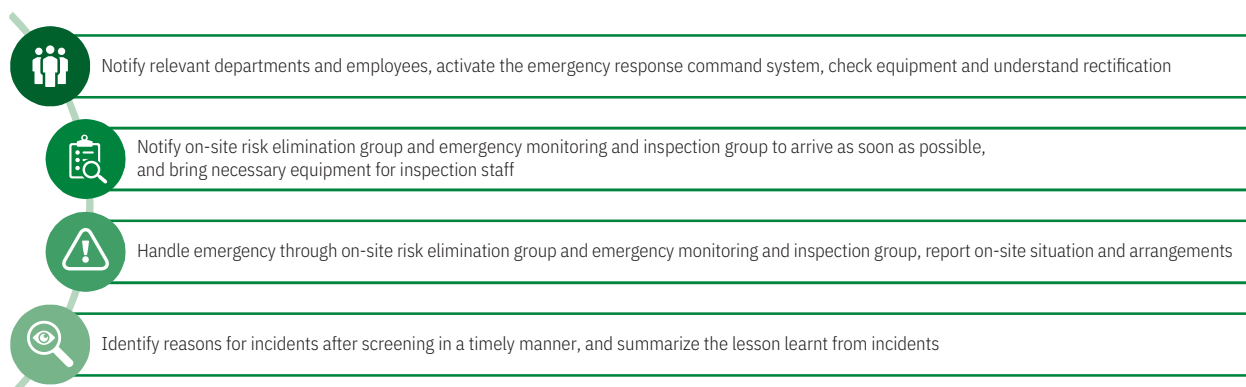 Notify relevant departments and employees, activate the emergency response command system, check equipment and understand rectification
Notify on-site risk elimination group and emergency monitoring and inspection group to arrive as soon as possible,
and bring necessary equipment for inspection staff
Handle emergency through on-site risk elimination group and emergency monitoring and inspection group, report on-site situation and arrangements
Identify reasons for incidents after screening in a timely manner, and summarize the lesson learnt from incidents